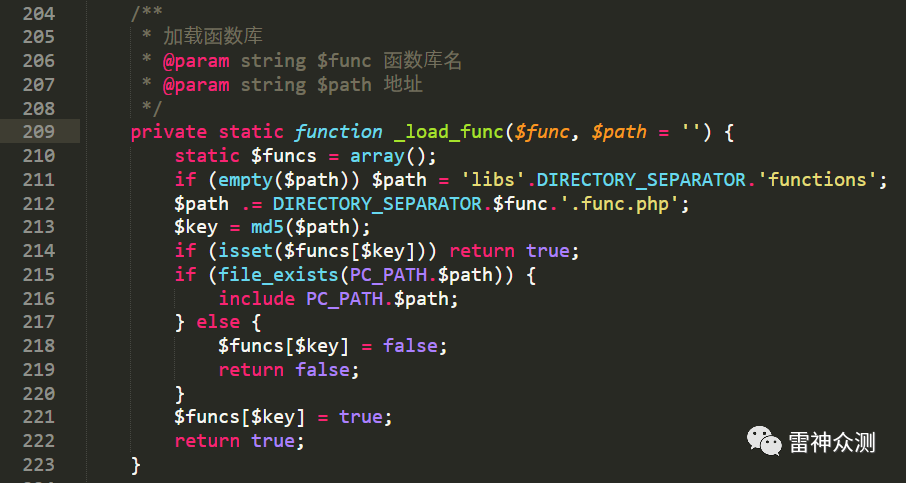 204 /**
205 * 加载函数库
206 * @param string $func 函数库名
207 * @param string $path 地址
208 */
209 private static function _load_func($func, $path = '') {
210 static $funcs = array();
211 if (empty($path)) $path = 'libs'.DIRECTORY_SEPARATOR.'functions';
212 $path .= DIRECTORY_SEPARATOR.$func.'.func.php';
213 $key = md5($path);
214 if (isset($funcs[$key])) return true;
215 if (file_exists(PC_PATH.$path)) {
216 include PC_PATH.$path;
217 } else {
218 $funcs[$key] = false;
219 return false;
220 }
221 $funcs[$key] = true;
222 return true;
223 }
雷神众测